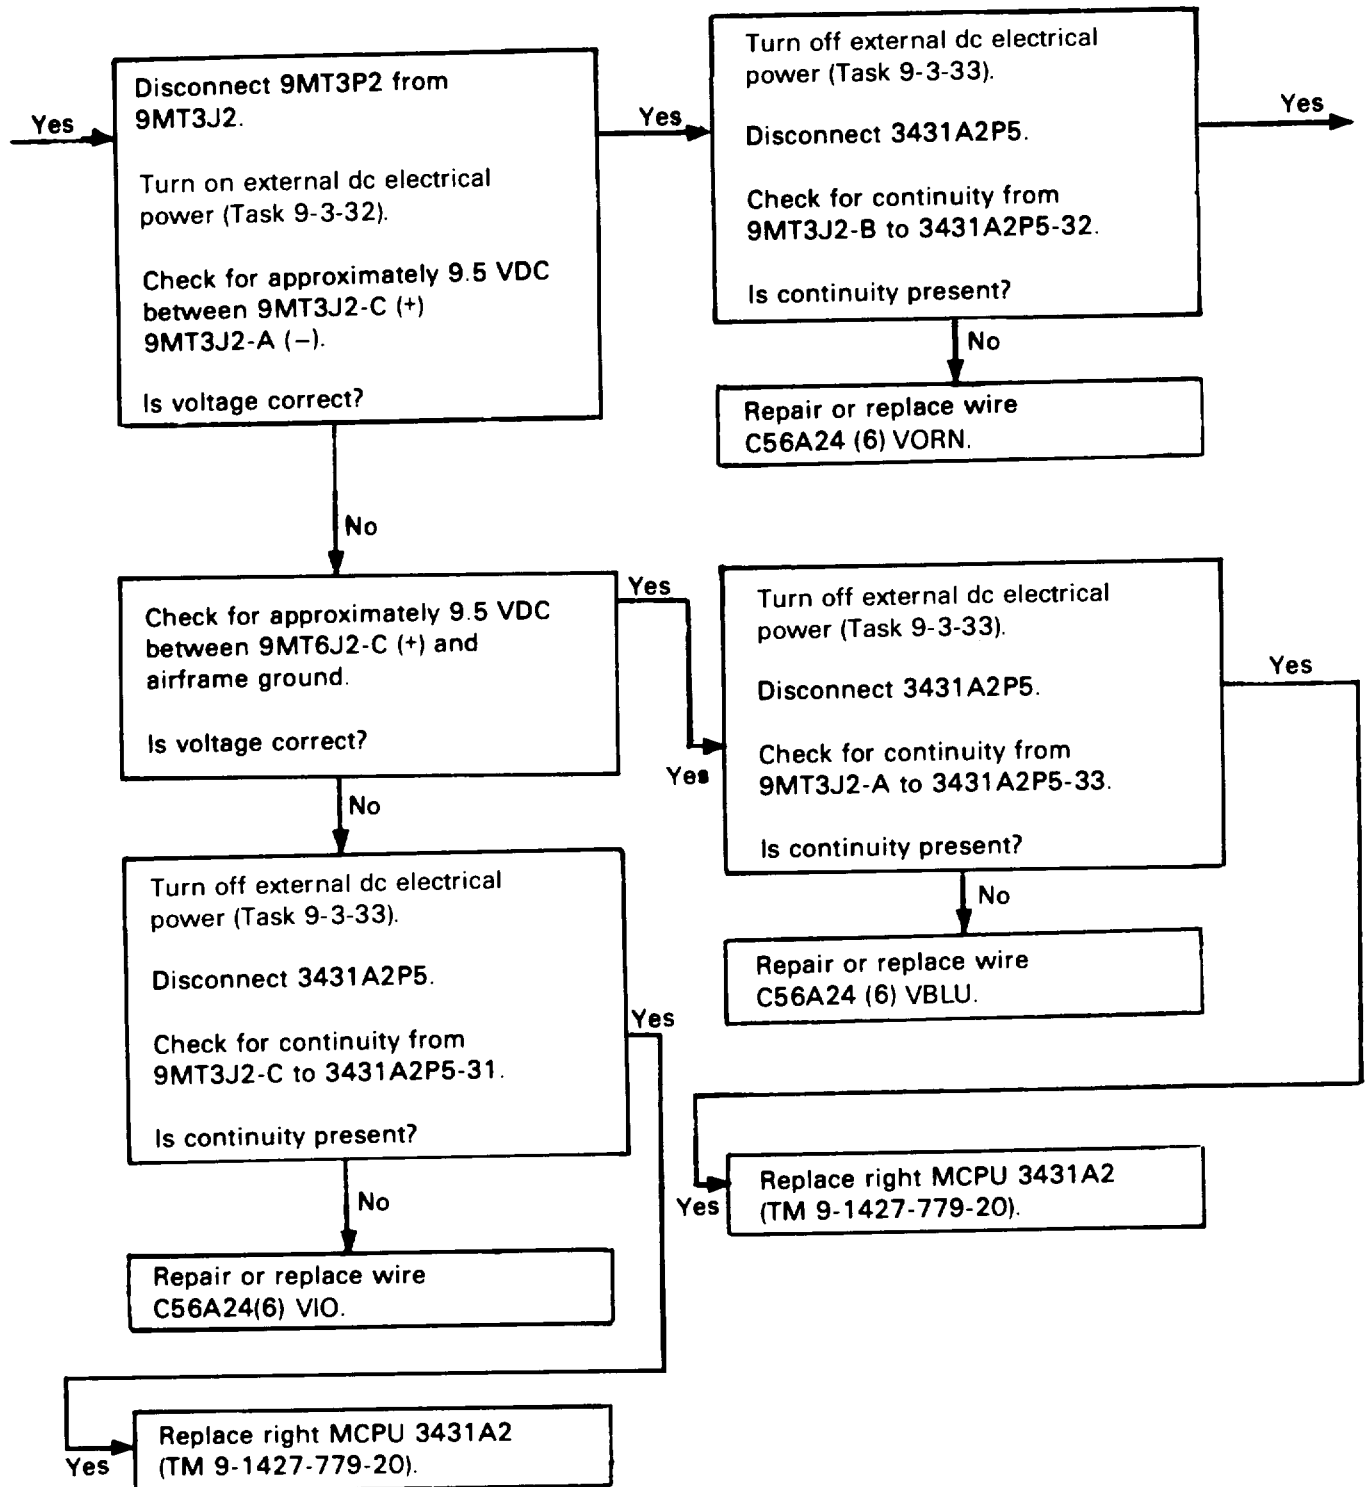 Yes
Disconnect 9MT3P2 from
9MT3J2.
Turn on external dc electrical
power (Task 9-3-32).
Check for approximately 9.5 VDC
between 9MT3J2-C (+)
9MT3J2-A (–).
Is voltage correct?
Yes
Turn off external dc electrical
power (Task 9-3-33).
Disconnect 3431A2P5.
Check for continuity from
9MT3J2-B to 3431A2P5-32.
Is continuity present?
Yes
No
Repair or replace wire
C56A24 (6) VORN.
No
Check for approximately 9.5 VDC
between 9MT6J2-C (+) and
airframe ground.
Is voltage correct?
Yes
Yes
Turn off external dc electrical
power (Task 9-3-33).
Disconnect 3431A2P5.
Check for continuity from
9MT3J2-A to 3431A2P5-33.
Is continuity present?
Yes
No
Repair or replace wire
C56A24 (6) VBLU.
No
Turn off external dc electrical
power (Task 9-3-33).
Disconnect 3431A2P5.
Check for continuity from
9MT3J2-C to 3431A2P5-31.
Is continuity present?
Yes
Yes
Replace right MCPU 3431A2
(TM 9-1427-779-20).
No
Repair or replace wire
C56A24(6) VIO.
Yes
Replace right MCPU 3431A2
(TM 9-1427-779-20).